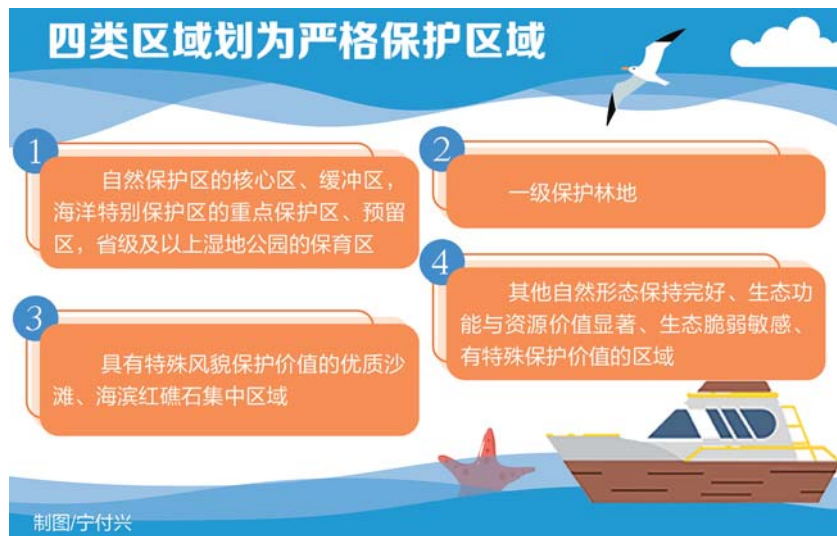 四类区域划为严格保护区域
1
自然保护区的核心区、缓冲区，
海洋特别保护区的重点保护区、预留
区，省级及以上湿地公园的保育区
2
一级保护林地
3
具有特殊风貌保护价值的优质沙
滩、海滨红礁石集中区域
4
其他自然形态保持完好、生态功
能与资源价值显著、生态脆弱敏感、
有特殊保护价值的区域
制图/宁付兴